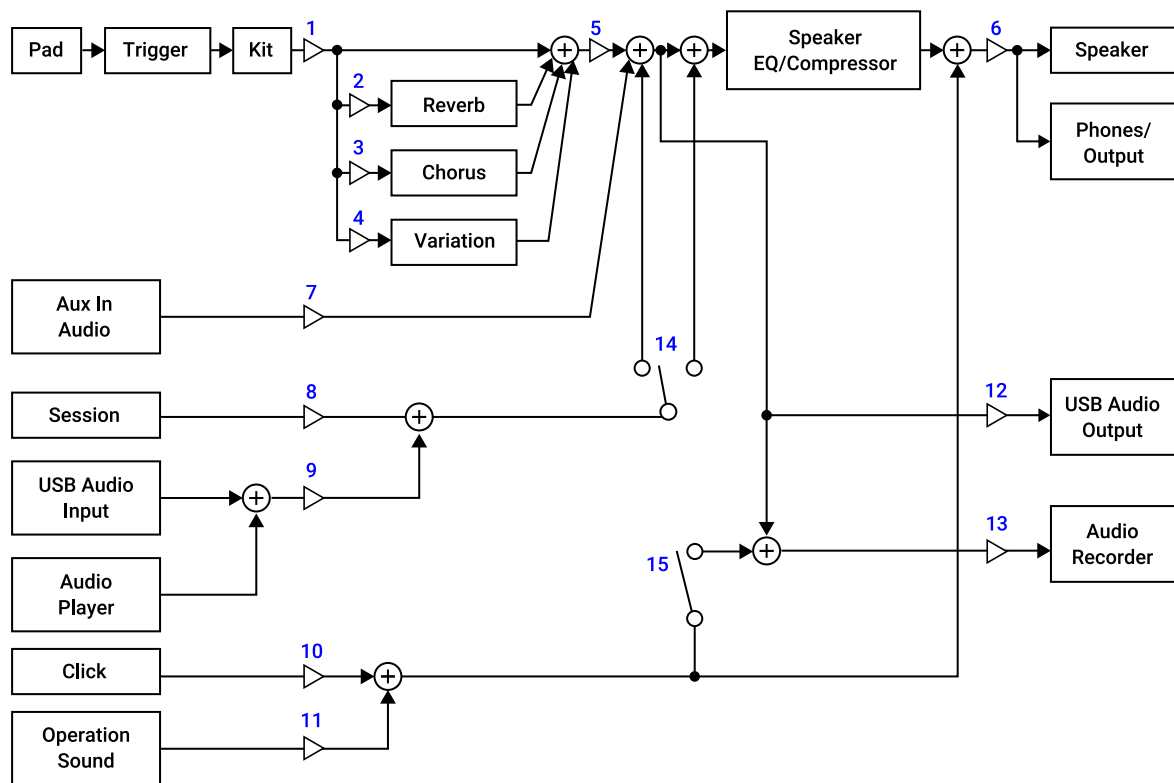 1
5
6
Pad
Trigger
Kit
Speaker
EQ/Compressor
Speaker
2
Reverb
Phones/
Output
3
Chorus
4
Variation
7
Aux In
Audio
14
8
Session
12
USB Audio
Output
9
USB Audio
Input
13
Audio
Recorder
15
Audio
Player
10
Click
11
Operation
Sound